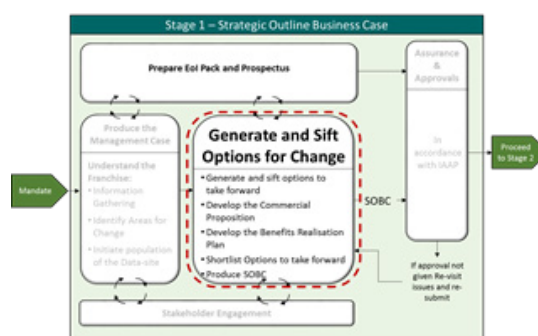 Stage 1 – Strategic Outline Business Case
Prepare EoI Pack and Prospectus
Assurance
&
Approvals
In
accordance
with IAAP
Produce the
Management Case
Understand the
Franchise:
• Information
Gathering
• Identify Areas for
Change
• Initiate population
of the Data-site
Mandate
Generate and Sift
Options for Change
• Generate and sift options to
take forward
• Develop the Commercial
Proposition
• Develop the Benefits Realisation
Plan
• Shortlist Options to take forward
• Produce SOBC
SOBC
Proceed
to Stage 2
If approval not
given Re-visit
issues and re-
submit
Stakeholder Engagement